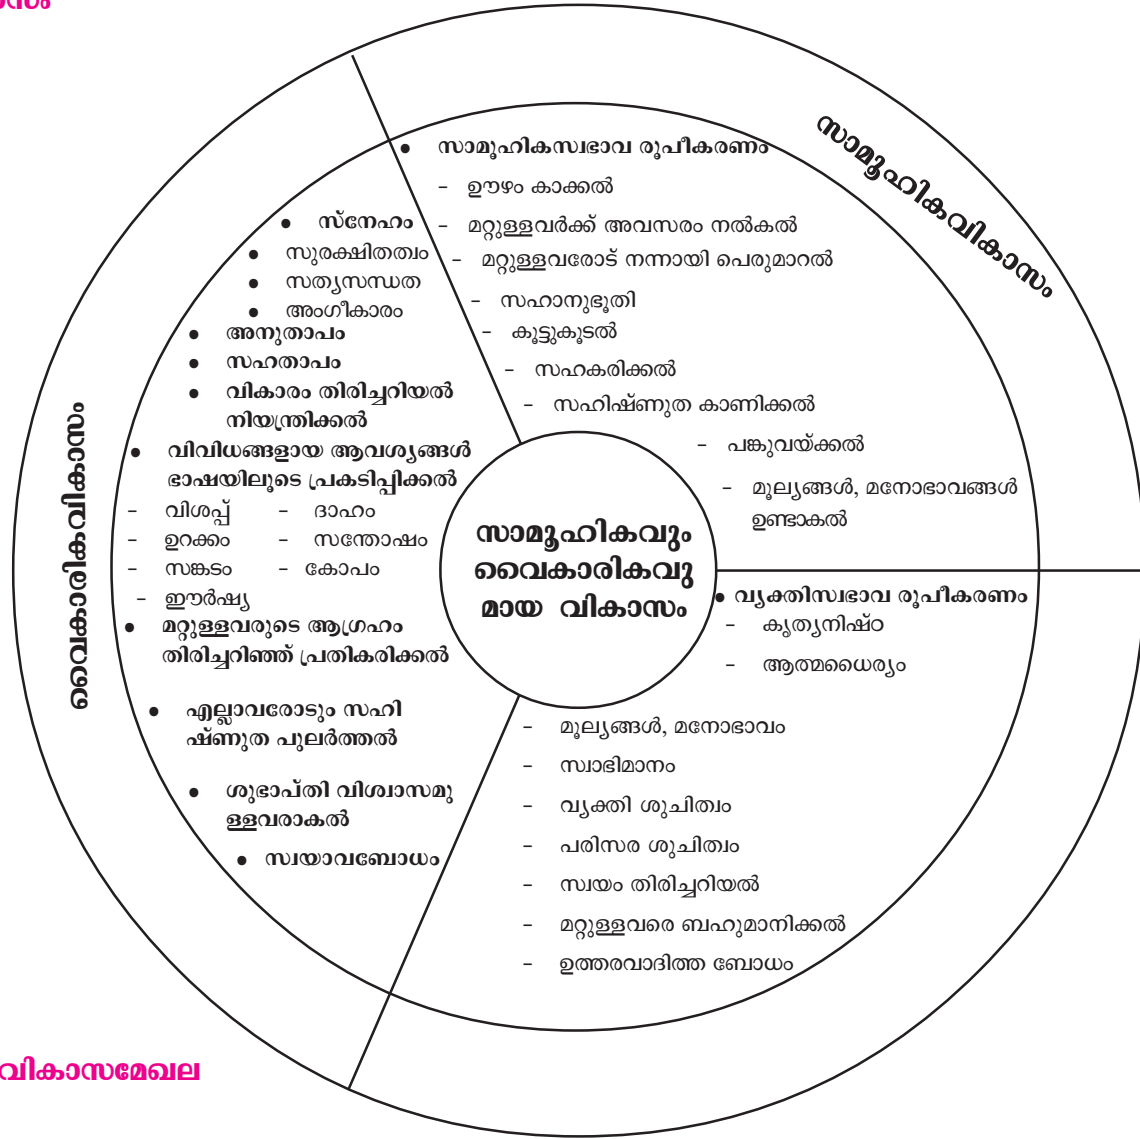 സാമൂഹികവികാസം
• സാമൂഹികസ്വഭാവ രൂപീകരണം
– ഊഴം കാക്കൽ
– മറ്റുള്ളവർക്ക് അവസരം നൽകൽ
– മറ്റുള്ളവരോട് നന്നായി പെരുമാറൽ
– സഹാനുഭൂതി
– കൂട്ടുകൂടൽ
– സഹകരിക്കൽ
– സഹിഷ്ണുത കാണിക്കൽ
– പങ്കുവയ്ക്കൽ
– മൂല്യങ്ങൾ, മനോഭാവങ്ങൾ
ഉണ്ടാകൽ
• വ്യക്തിസ്വഭാവ രൂപീകരണം
– കൃത്യനിഷ്ഠ
– ആത്മധൈര്യം
– മൂല്യങ്ങൾ, മനോഭാവം
– സ്വാഭിമാനം
– വ്യക്തി ശുചിത്വം
– പരിസര ശുചിത്വം
– സ്വയം തിരിച്ചറിയൽ
– മറ്റുള്ളവരെ ബഹുമാനിക്കൽ
– ഉത്തരവാദിത്ത ബോധം
വൈകാരികവികാസം
• സ്നേഹം
• സുരക്ഷിതത്വം
• സത്യസന്ധത
• അംഗീകാരം
• അനുതാപം
• സഹതാപം
• വികാരം തിരിച്ചറിയൽ
നിയന്ത്രിക്കൽ
• വിവിധങ്ങളായ ആവശ്യങ്ങൾ
ഭാഷയിലൂടെ പ്രകടിപ്പിക്കൽ
– വിശപ്പ് – ദാഹം
– ഉറക്കം – സന്തോഷം
– സങ്കടം – കോപം
– ഈർഷ്യ
• മറ്റുള്ളവരുടെ ആഗ്രഹം
തിരിച്ചറിഞ്ഞ് പ്രതികരിക്കൽ
• എല്ലാവരോടും സഹി
ഷ്ണുത പുലർത്തൽ
• ശുഭാപ്തി വിശ്വാസമു
ള്ളവരാകൽ
• സ്വയാവബോധം
സാമൂഹികവും
വൈകാരികവു
മായ വികാസം
വികാസമേഖല